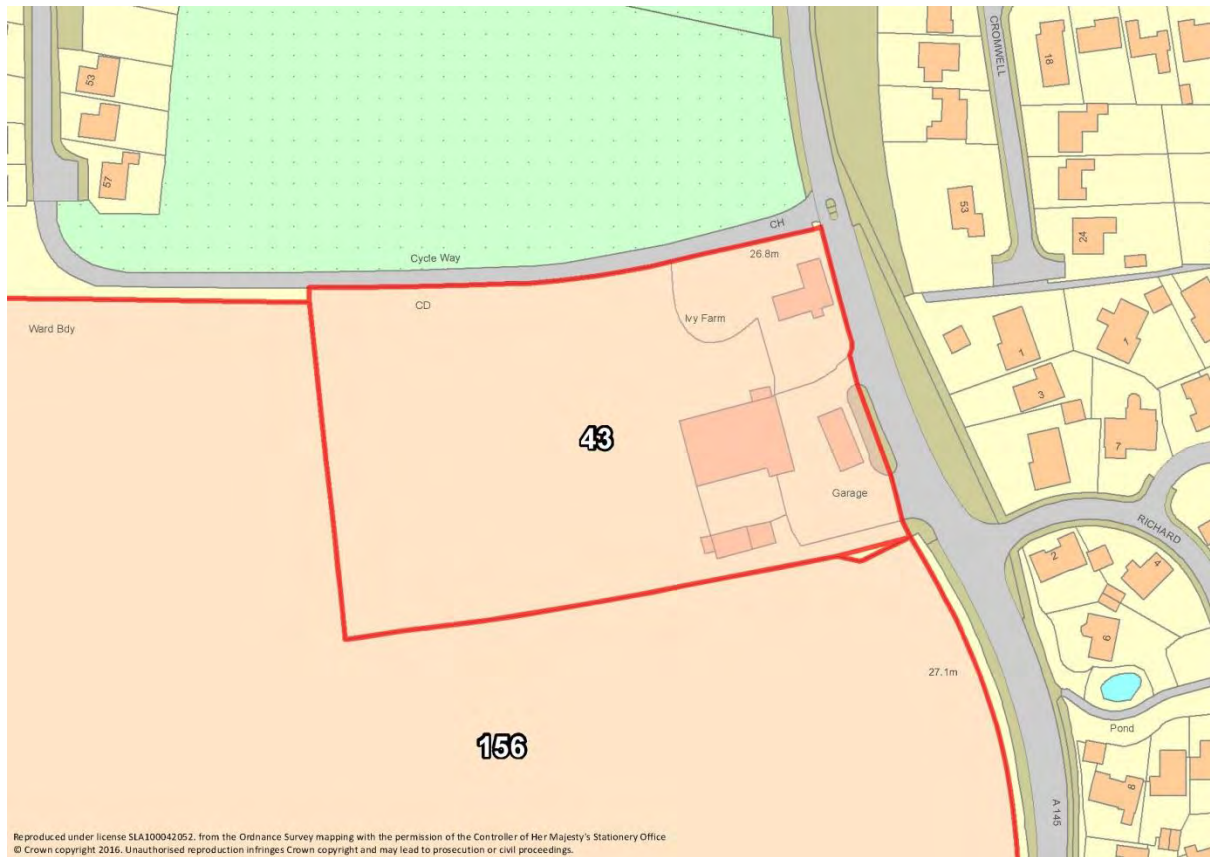 CROMWELL
18
53
57
53
24
CH
Cycle Way
26.8m
CD
Ivy Farm
Ward Bdy
1
1
3
7
43
Garage
RICHARD
2
4
6
27.1m
156
Pond
8
A 145
Reproduced under license SLA100042052. from the Ordnance Survey mapping with the permission of the Controller of Her Majesty's Stationery Office
© Crown copyright 2016. Unauthorised reproduction infringes Crown copyright and may lead to prosecution or civil proceedings.